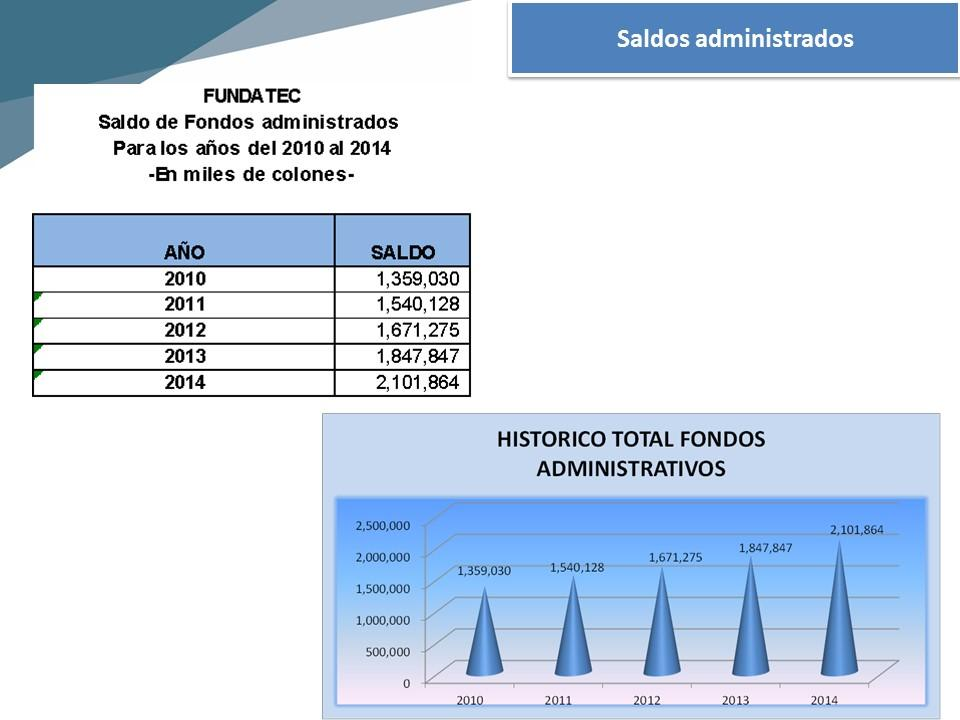 Saldos administrados
FUNDATEC
Saldo de Fondos administrados
Para los años del 2010 al 2014
-En miles de colones-
AÑO SALDO
2010 1,359,030
2011 1,540,128
2012 1,671,275
2013 1,847,847
2014 2,101,864
HISTORICO TOTAL FONDOS
ADMINISTRATIVOS
2,500,000
2,000,000
1,500,000
1,000,000
500,000
0
1,359,030 1,540,128 1,671,275 1,847,847 2,101,864
2010 2011 2012 2013 2014